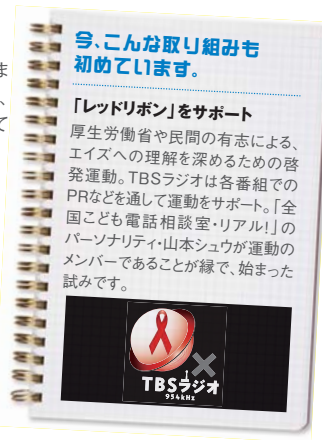 今、こんな取り組みも
初めています。
「レッドリボン」をサポート
厚生労働省や民間の有志による、
エイズへの理解を深めるための啓
発運動。TBSラジオは各番組での
PRなどを通して運動をサポート。「全
国こども電話相談室・リアル!」の
パーソナリティ・山本シュウが運動の
メンバーであることが縁で、始まった
試みです。
TBSラジオ
954kHz
ま
、
て